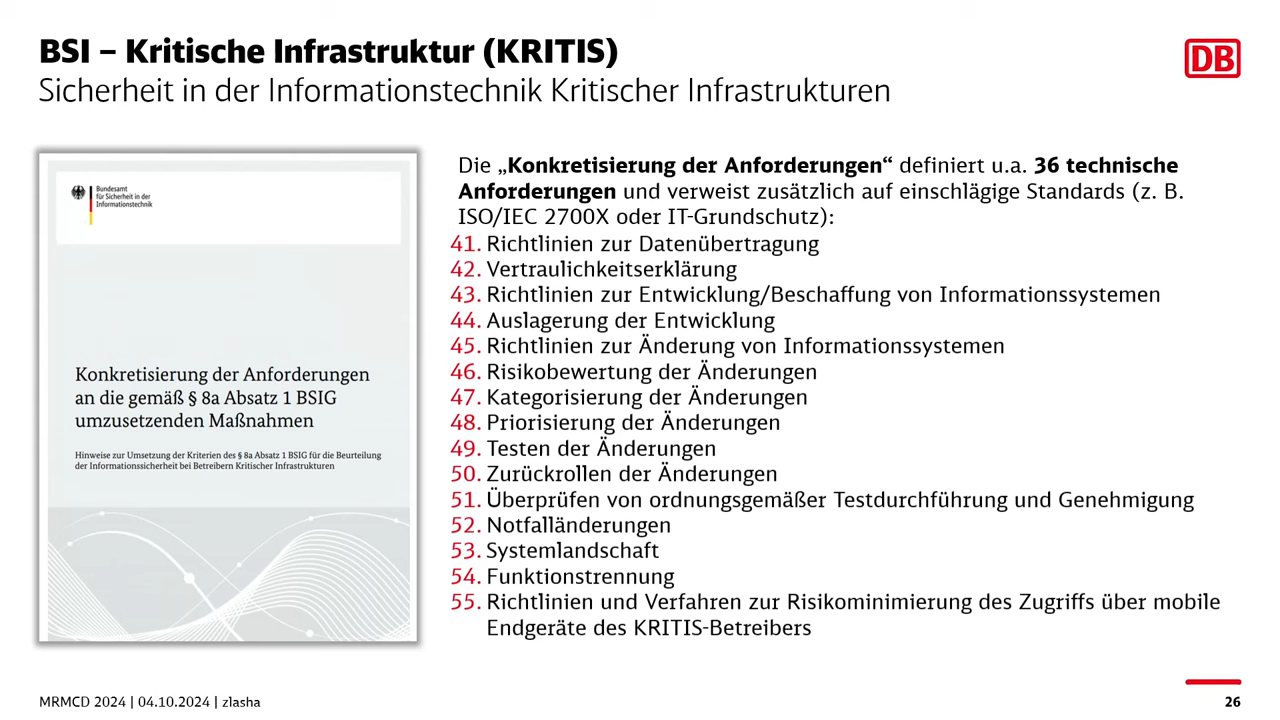 BSI – Kritische Infrastruktur (KRITIS)
Sicherheit in der Informationstechnik Kritischer Infrastrukturen
DB
Bundesamt
für Sicherheit in der
Informationstechnik
Konkretisierung der Anforderungen
an die gemäß § 8a Absatz 1 BSIG
umzusetzenden Maßnahmen
Hinweise zur Umsetzung der Kriterien des § 8a Absatz 1 BSIG für die Beurteilung
der Informationssicherheit bei Betreibern Kritischer Infrastrukturen
Die „Konkretisierung der Anforderungen“ definiert u.a. 36 technische
Anforderungen und verweist zusätzlich auf einschlägige Standards (z. B.
ISO/IEC 2700X oder IT-Grundschutz):
41. Richtlinien zur Datenübertragung
42. Vertraulichkeitserklärung
43. Richtlinien zur Entwicklung/Beschaffung von Informationssystemen
44. Auslagerung der Entwicklung
45. Richtlinien zur Änderung von Informationssystemen
46. Risikobewertung der Änderungen
47. Kategorisierung der Änderungen
48. Priorisierung der Änderungen
49. Testen der Änderungen
50. Zurückrollen der Änderungen
51. Überprüfen von ordnungsgemäßer Testdurchführung und Genehmigung
52. Notfalländerungen
53. Systemlandschaft
54. Funktionstrennung
55. Richtlinien und Verfahren zur Risikominimierung des Zugriffs über mobile
Endgeräte des KRITIS-Betreibers
MRMCD 2024 | 04.10.2024 | zlasha
26